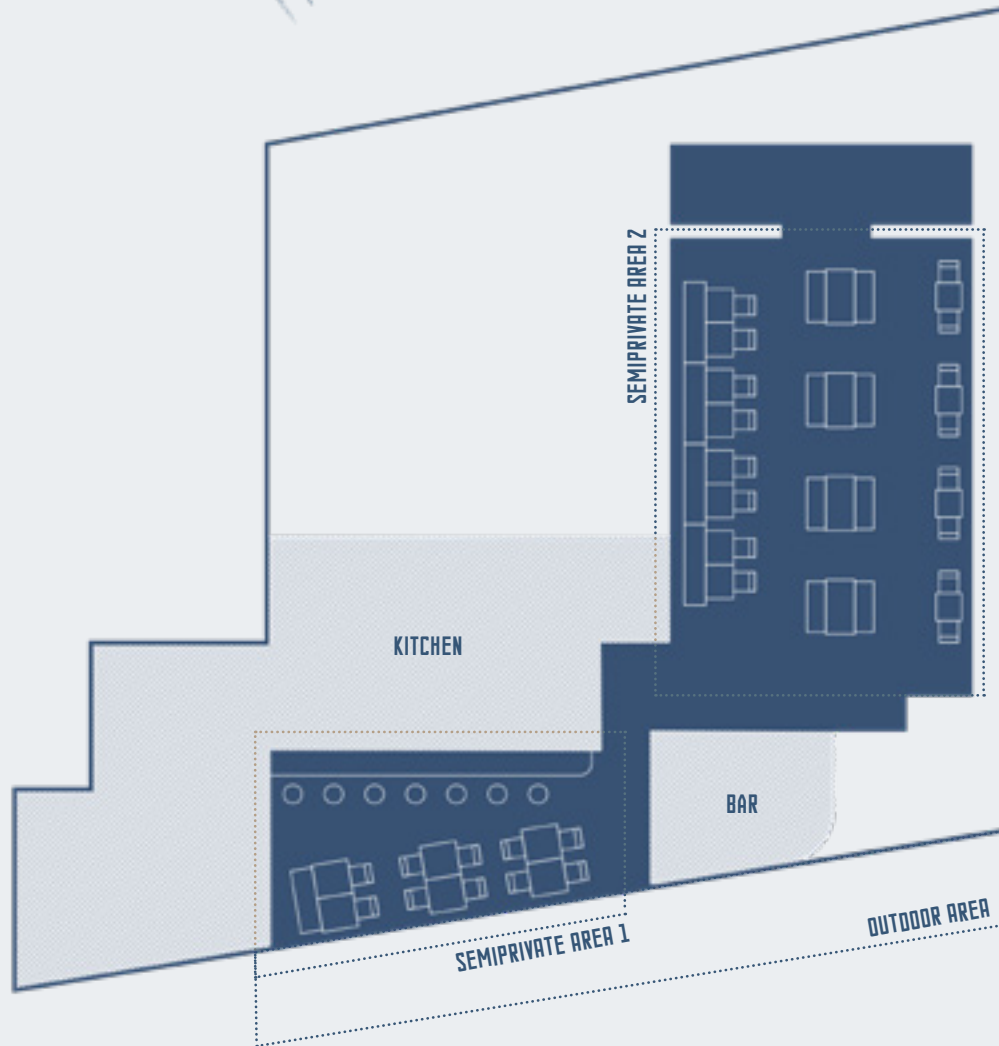 SEMIPRIVATE AREA 2
KITCHEN
BAR
OUTDOOR AREA
SEMIPRIVATE AREA 1